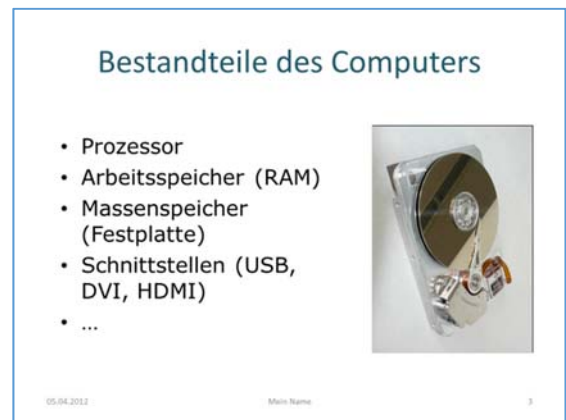 Bestandteile des Computers
• Prozessor
• Arbeitsspeicher (RAM)
• Massenspeicher
(Festplatte)
• Schnittstellen (USB,
DVI, HDMI)
• ...
05.04.2012 Mein Name 3